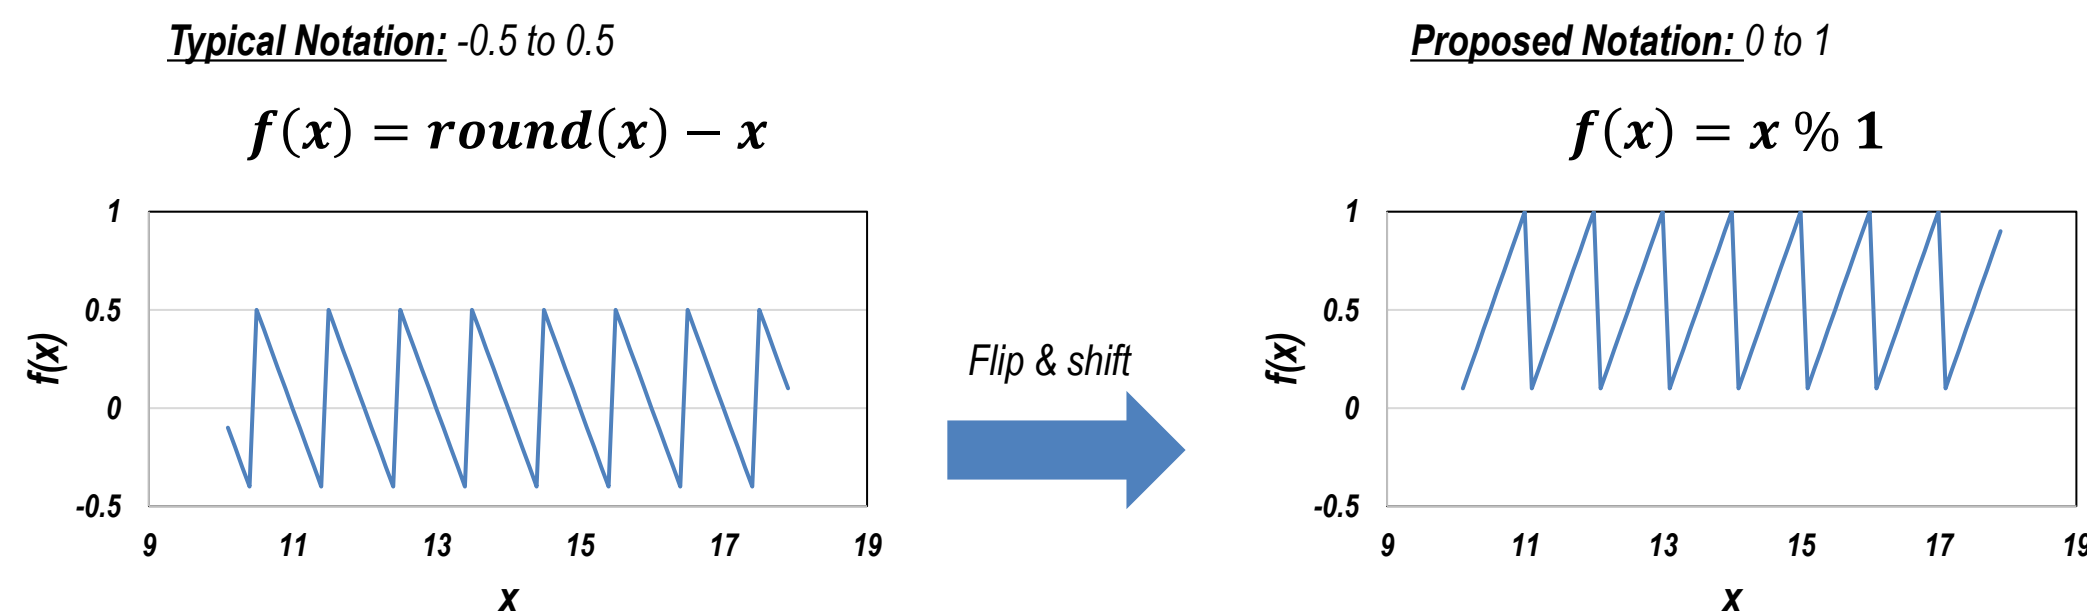 Typical Notation: -0.5 to 0.5
f(x) = round(x) − x
1
0.5
0
-0.5
f(x)
9 11 13 15 17 19
x
Flip & shift
Proposed Notation: 0 to 1
f(x) = x % 1
1
0.5
0
-0.5
f(x)
9 11 13 15 17 19
x